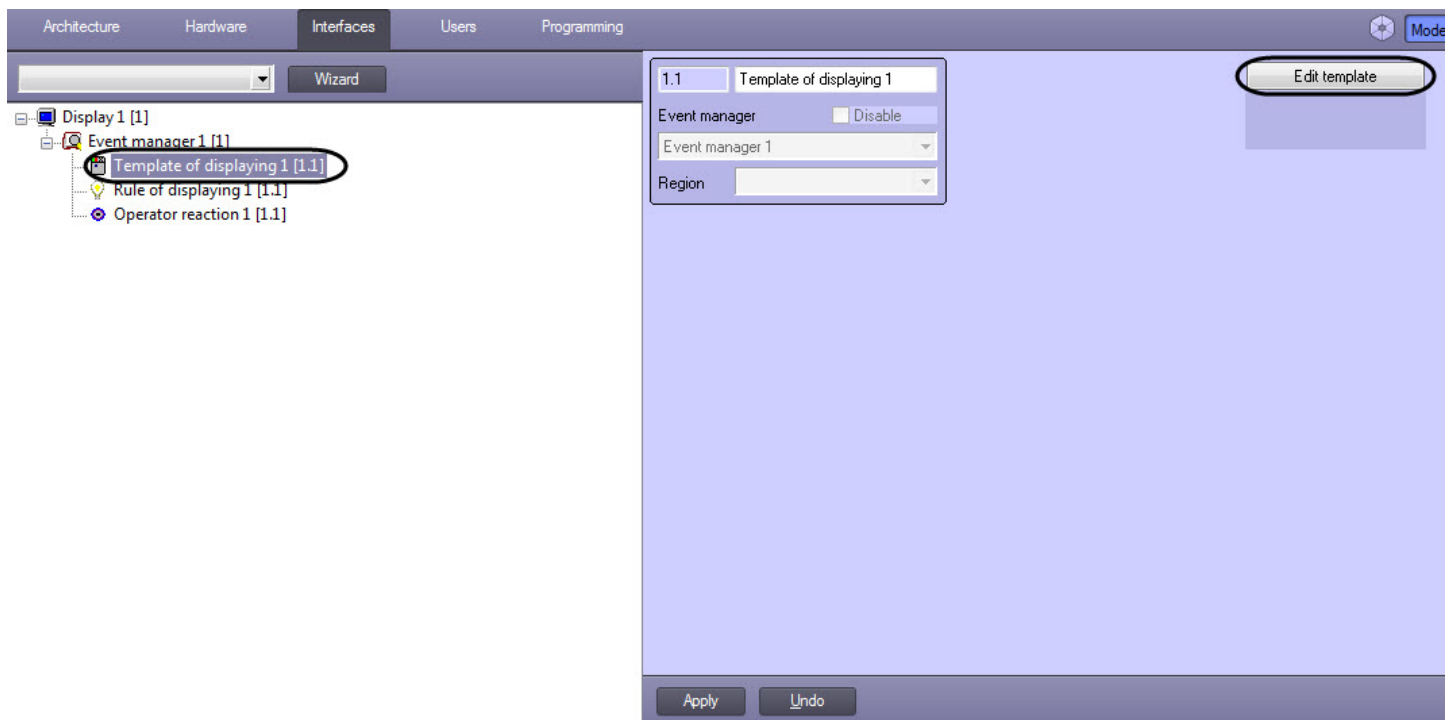 Architecture Hardware Interfaces Users Programming Mode
Wizard
Display 1 [1]
Event manager 1 [1]
Template of displaying 1 [1.1]
Rule of displaying 1 [1.1]
Operator reaction 1 [1.1]
1.1 Template of displaying 1
Event manager Disable
Event manager 1
Region
Edit template
Apply Undo